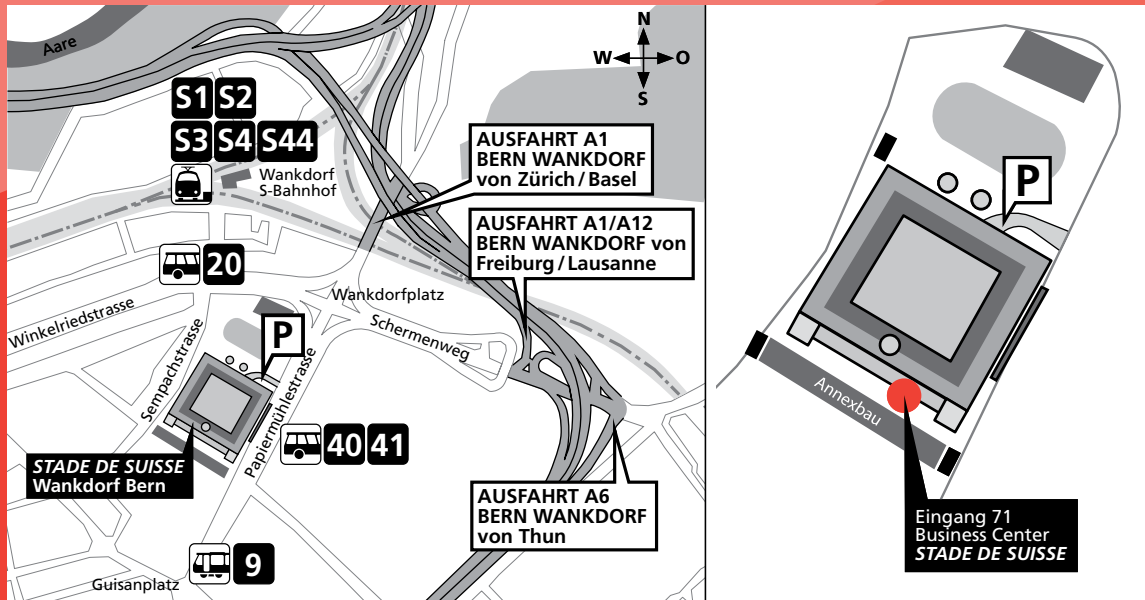 Aare
N
W
O
S
S1
S2
S3
S4
S44
Wankdorf
S-Bahnhof
AUSFAHRT A1
BERN WANKDORF
von Zürich / Basel
AUSFAHRT A1/A12
BERN WANKDORF von
Freiburg / Lausanne
20
Wankdorfplatz
Winkelriedstrasse
Schermenweg
Sempachstrasse
P
Papiermühlestrasse
40
41
STADE DE SUISSE
Wankdorf Bern
AUSFAHRT A6
BERN WANKDORF
von Thun
9
Guisanplatz
P
Annexbau
Eingang 71
Business Center
STADE DE SUISSE